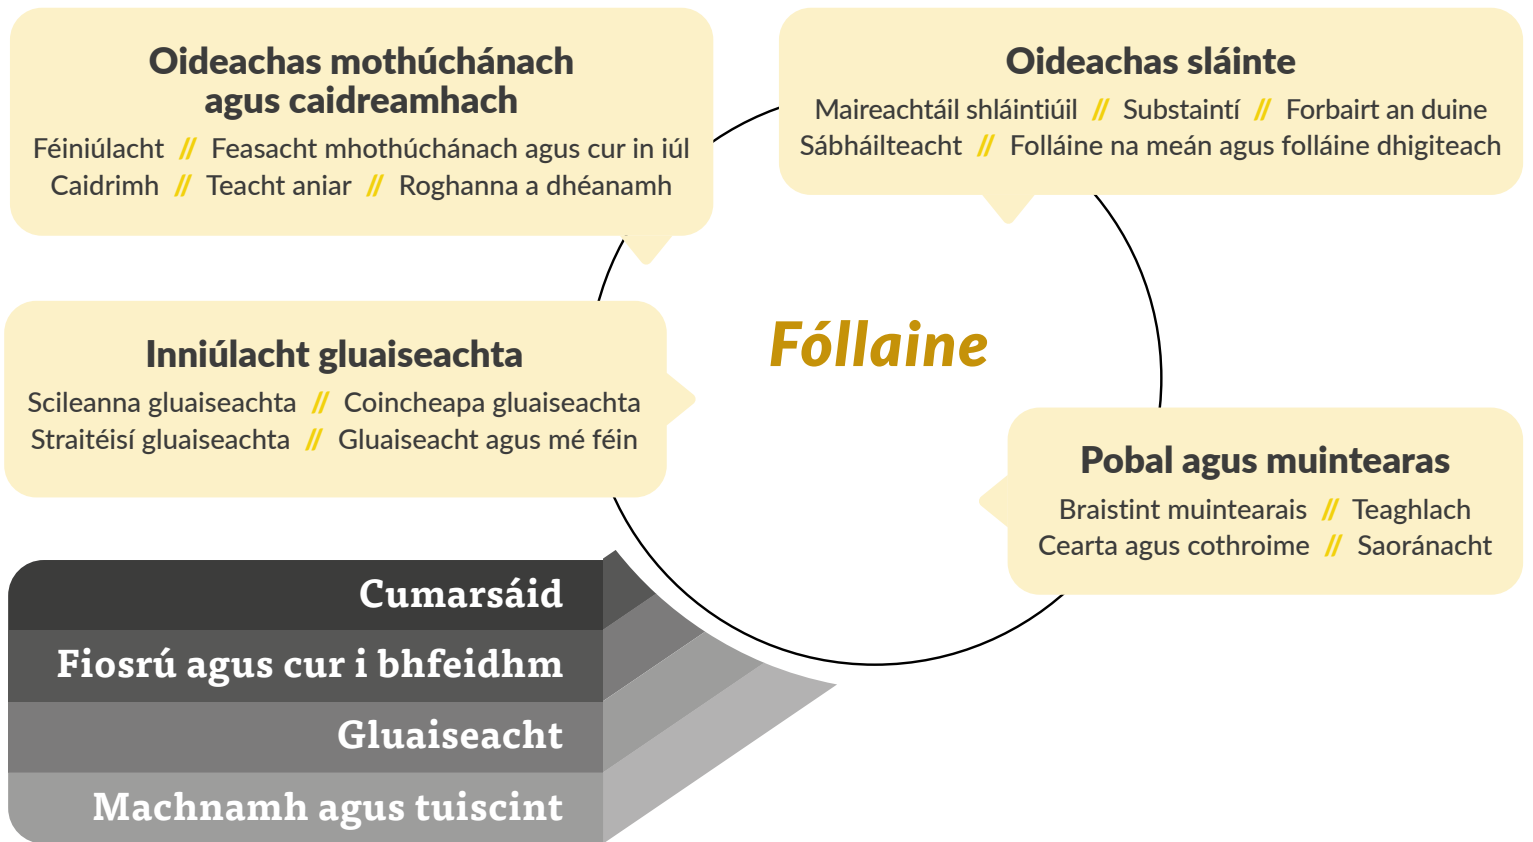 Oideachas mothúchánach
agus caidreamhach
Féiniúlacht // Feasacht mhothúchánach agus cur in iúl
Caidrimh // Teacht aniar // Roghanna a dhéanamh
Oideachas sláinte
Maireachtáil shláintiúil // Substaintí // Forbairt an duine
Sábháilteacht // Folláine na meán agus folláine dhigiteach
Fóllaine
Inniúlacht gluaiseachta
Scileanna gluaiseachta // Coincheapa gluaiseachta
Straitéisí gluaiseachta // Gluaiseacht agus mé féin
Pobal agus muintearas
Braistint muintearais // Teaghlach
Cearta agus cothroime // Saoránacht
Cumarsáid
Fiosrú agus cur i bhfeidhm
Gluaiseacht
Machnamh agus tuiscint